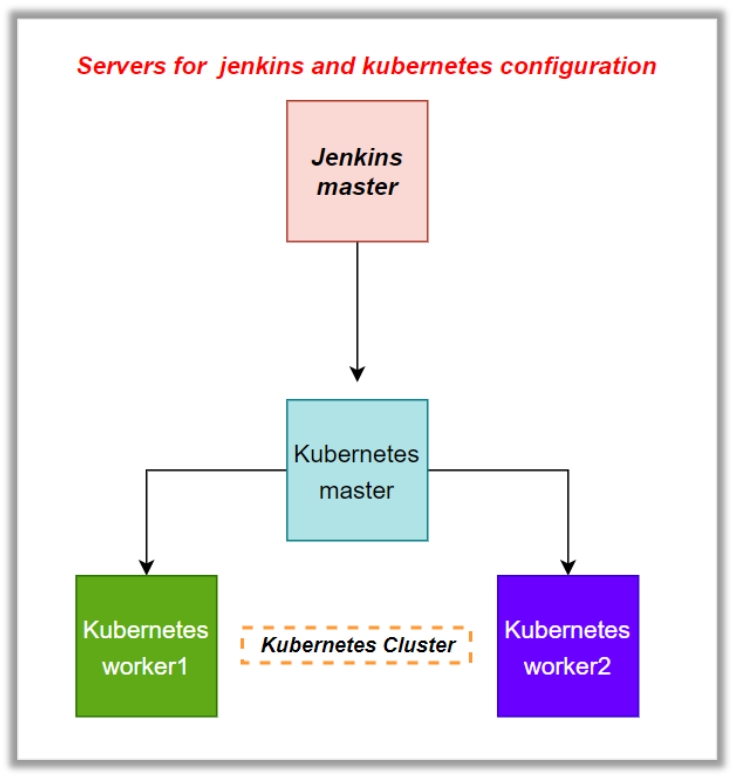 Servers for jenkins and kubernetes configuration
Jenkins
master
Kubernetes
master
Kubernetes
worker1
Kubernetes Cluster
Kubernetes
worker2